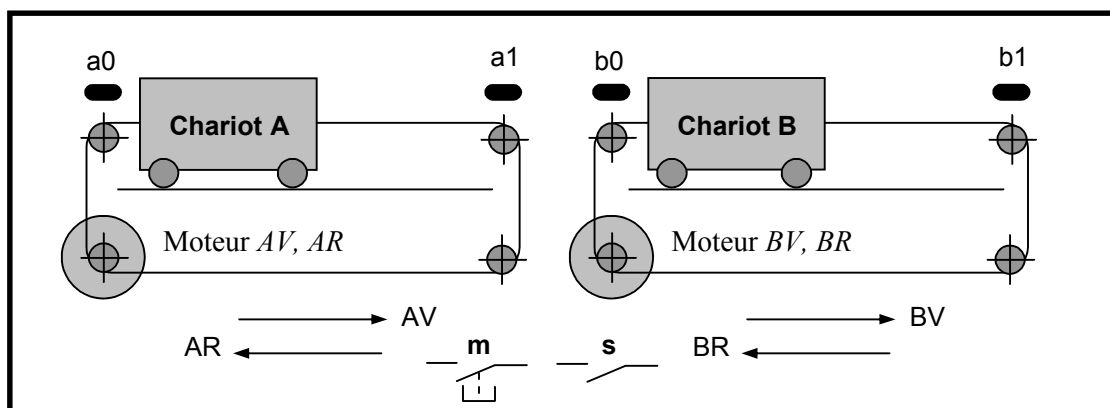 a0 a1 b0 b1
Chariot A Chariot B
Moteur AV, AR Moteur BV, BR
AV BV
AR m s BR